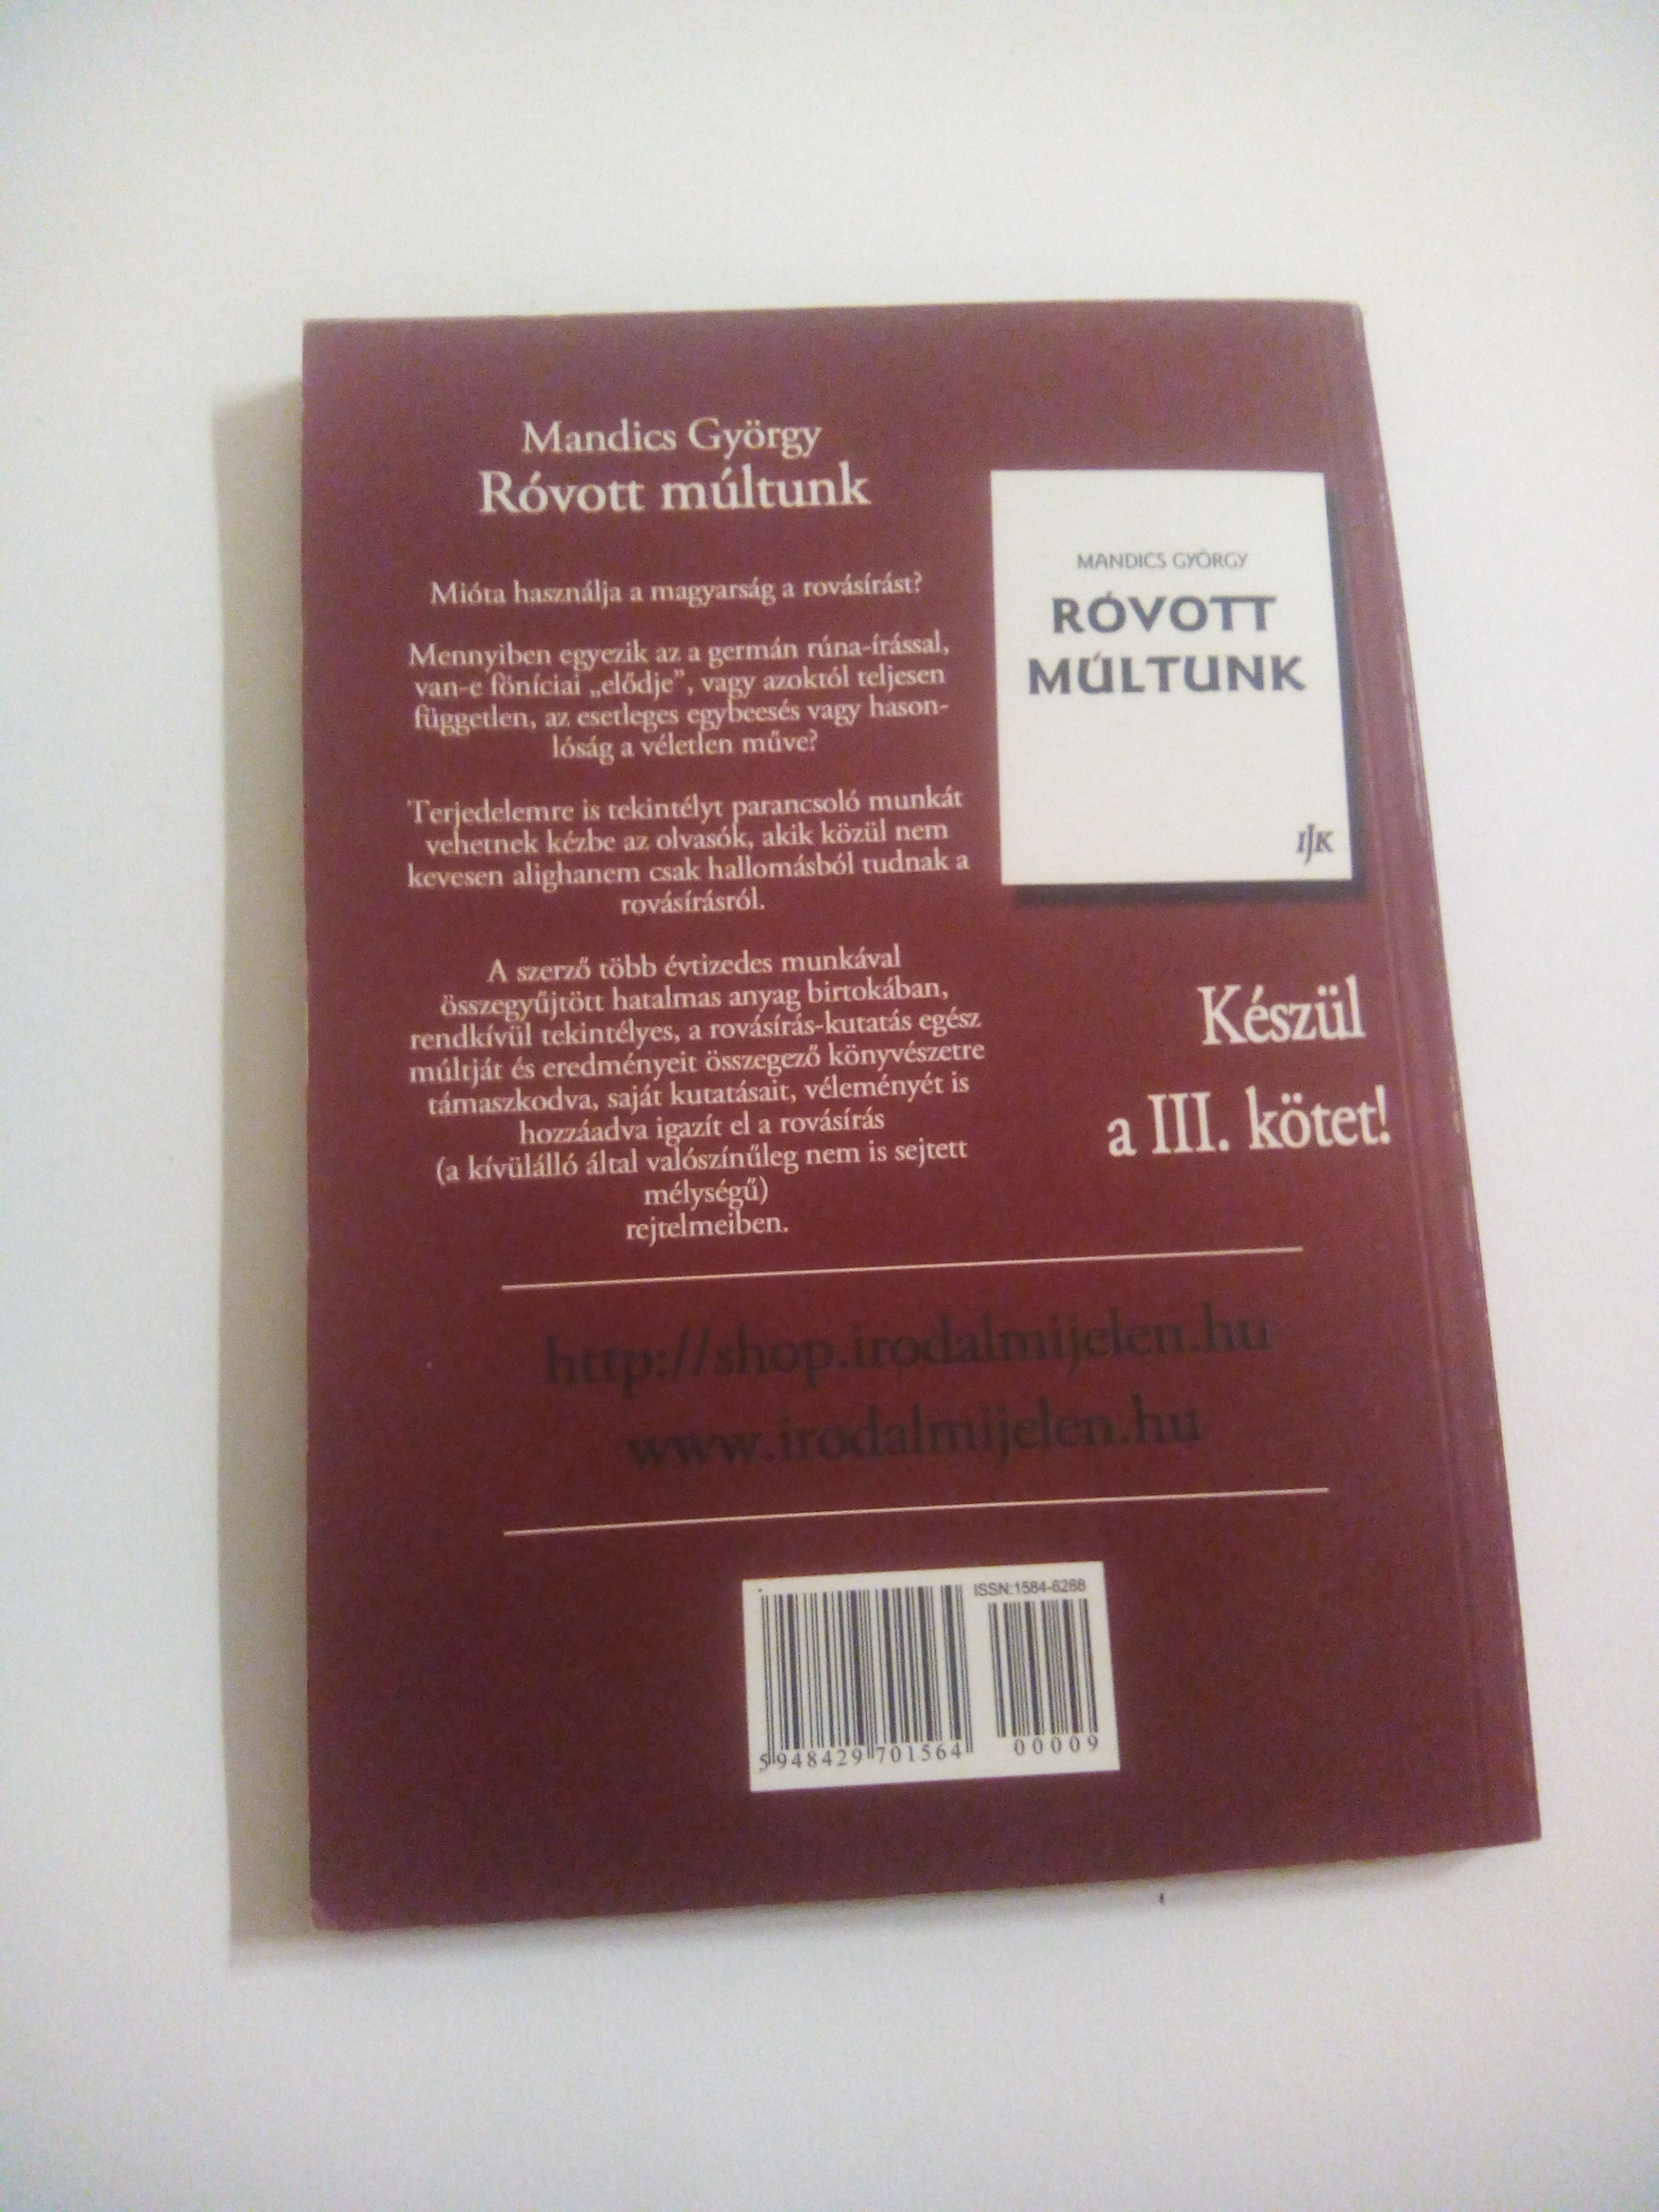 Mandics György
Róvott múltunk
Mióta használja a magyarság a rovásírást?
Mennyiben egyezik az a germán rúna-írással,
van-e föníciai „elődje”, vagy azoktól teljesen
független, az esetleges egybeesés vagy hason-
lóság a véletlen műve?
Terjedelemre is tekintélyt parancsoló munkát
vehetnek kézbe az olvasók, akik közül nem
kevesen alighanem csak hallomásból tudnak a
rovásírásról.
A szerző több évtizedes munkával
összegyűjtött hatalmas anyag birtokában,
rendkívül tekintélyes, a rovásírás-kutatás egész
múltját és eredményeit összegező könyvészetre
támaszkodva, saját kutatásait, véleményét is
hozzáadva igazít el a rovásírás
(a kívülálló által valószínűleg nem is sejtett
mélységű)
rejtelmeiben.
MANDICS GYÖRGY
RÓVOTT
MÚLTUNK
IJK
Készül
a III. kötet!
http://shop.irodalmijelen.hu
www.irodalmijelen.hu
ISSN:1584-6288
5948429701564
00009